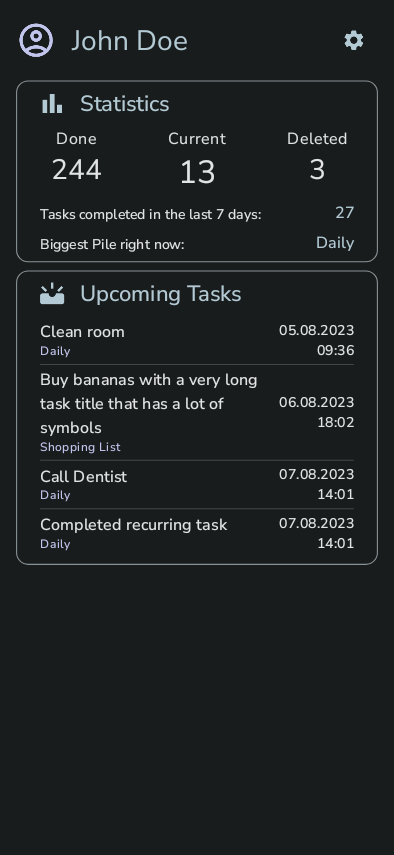 John Doe
Statistics
Done Current Deleted
244 13 3
Tasks completed in the last 7 days: 27
Biggest Pile right now: Daily
Upcoming Tasks
Clean room 05.08.2023
Daily 09:36
Buy bananas with a very long
task title that has a lot of 06.08.2023
symbols 18:02
Shopping List
Call Dentist 07.08.2023
Daily 14:01
Completed recurring task 07.08.2023
Daily 14:01